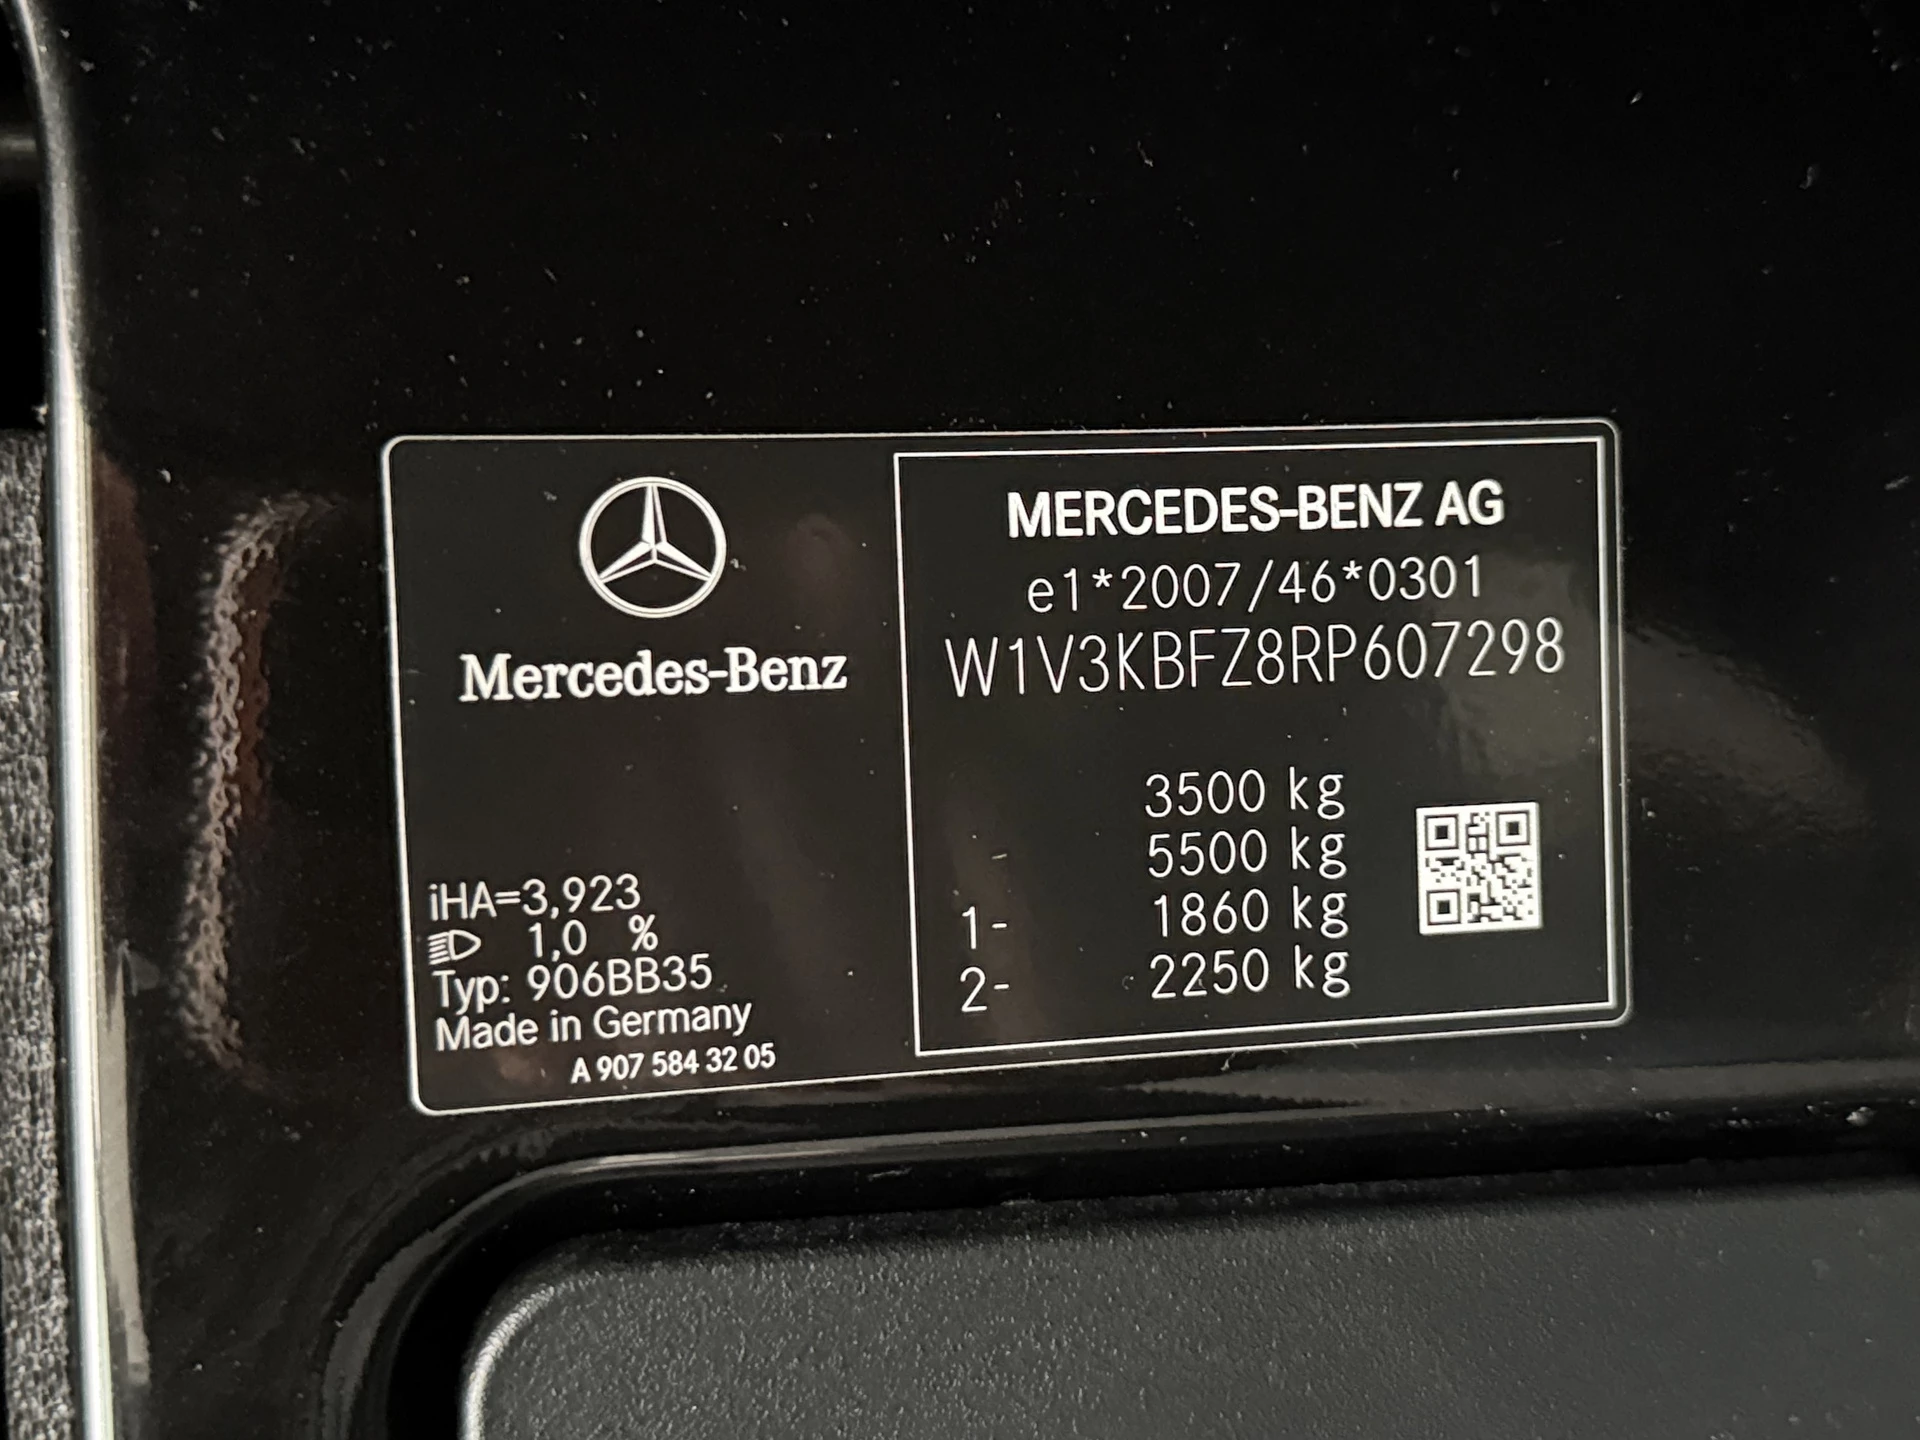 Mercedes-Benz
iHA=3,923
1,0 %
Typ: 906BB35
Made in Germany
A 907 584 32 05
MERCEDES-BENZ AG
e1*2007/46*0301
W1V3KBFZ8RP607298
3500 kg
- 5500 kg
1- 1860 kg
2- 2250 kg